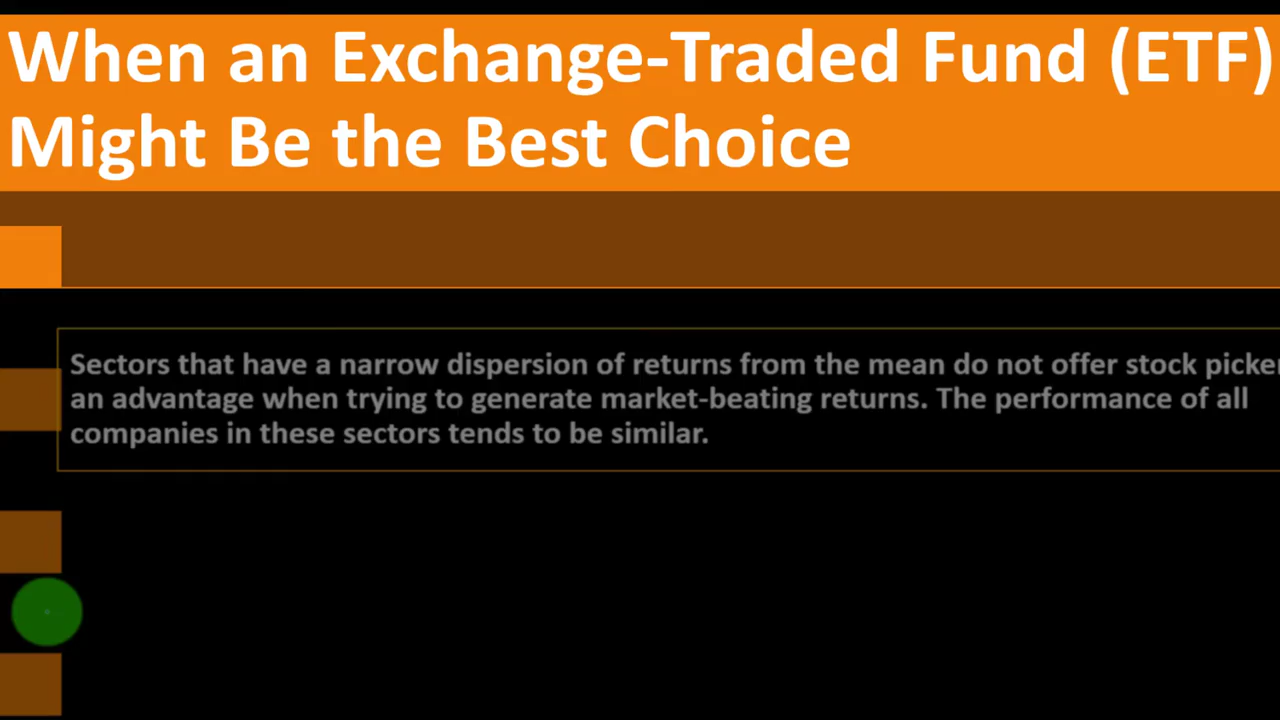 When an Exchange-Traded Fund (ETF)
Might Be the Best Choice
Sectors that have a narrow dispersion of returns from the mean do not offer stock picke
an advantage when trying to generate market-beating returns. The performance of all
companies in these sectors tends to be similar.